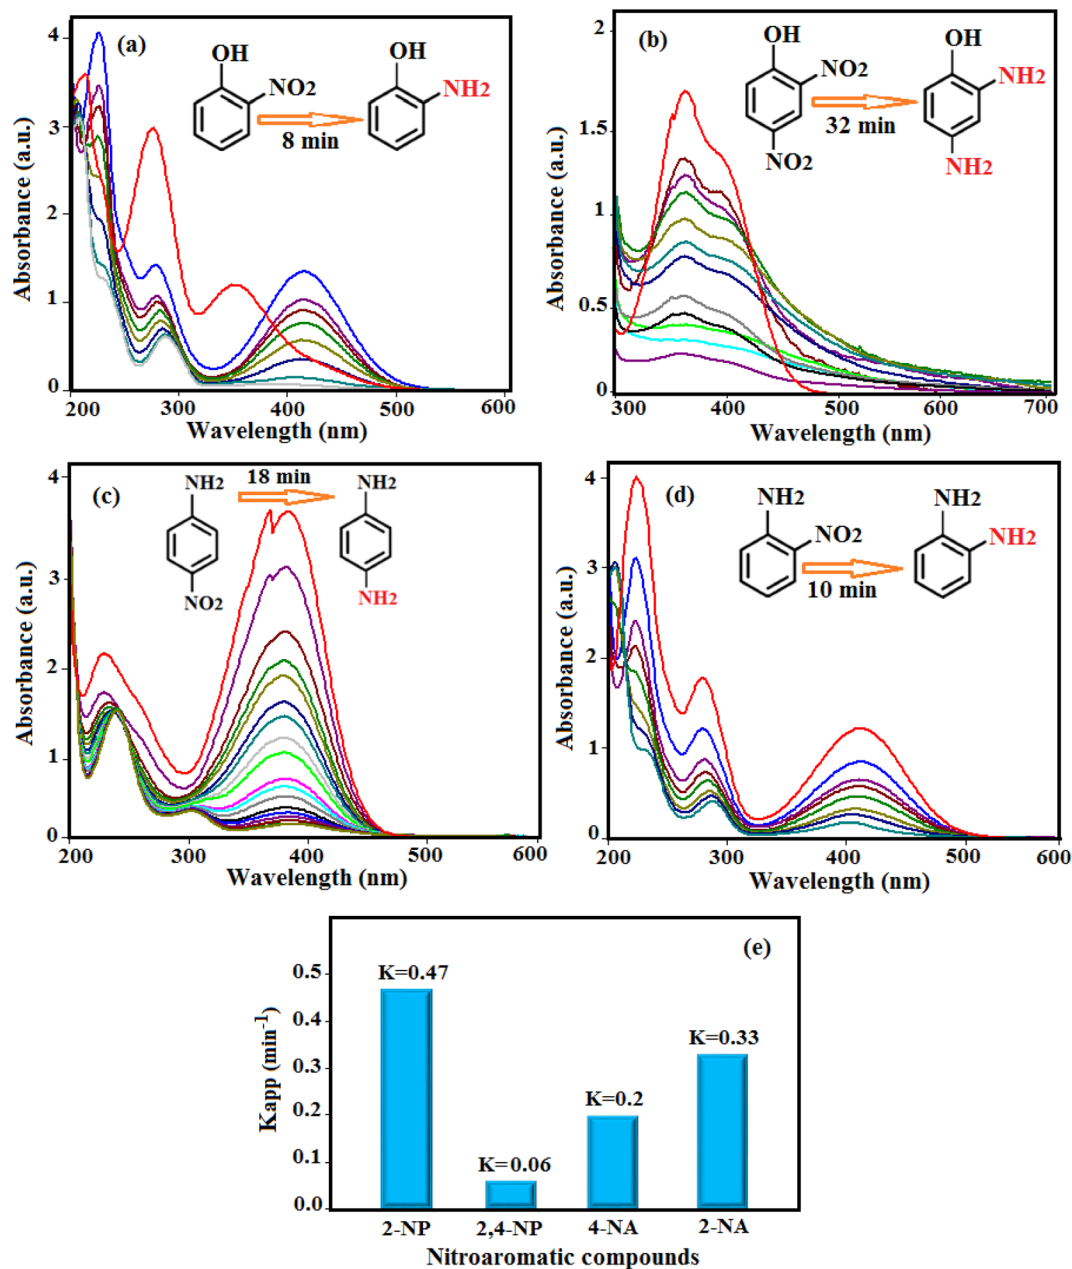 (a)
OH
NO2
8 min
OH
NH2
4
3
2
1
0
200
300
400
500
600
Absorbance (a.u.)
Wavelength (nm)
(b)
OH
NO2
NO2
32 min
OH
NH2
NH2
2
1.5
1
0.5
0
300
400
500
600
700
Absorbance (a.u.)
Wavelength (nm)
(c)
NH2
NO2
18 min
NH2
NH2
4
3
2
1
0
200
300
400
500
600
Absorbance (a.u.)
Wavelength (nm)
(d)
NH2
NO2
10 min
NH2
NH2
4
3
2
1
0
200
300
400
500
600
Absorbance (a.u.)
Wavelength (nm)
(e)
K=0.47
K=0.06
K=0.2
K=0.33
0.5
0.4
0.3
0.2
0.1
0.0
Kapp (min-1)
2-NP
2,4-NP
4-NA
2-NA
Nitroaromatic compounds